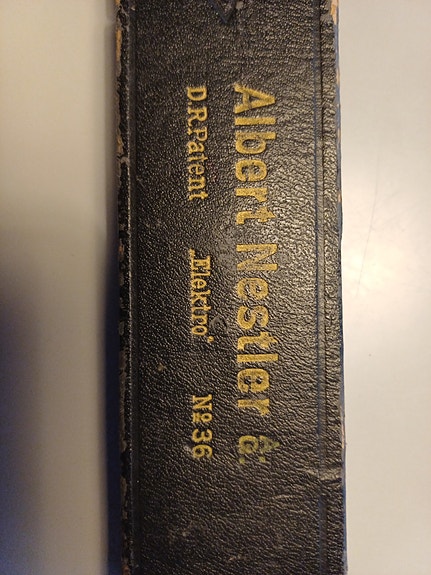 Albert Nestler â.
D.R.Patent „Elektro“ № 36